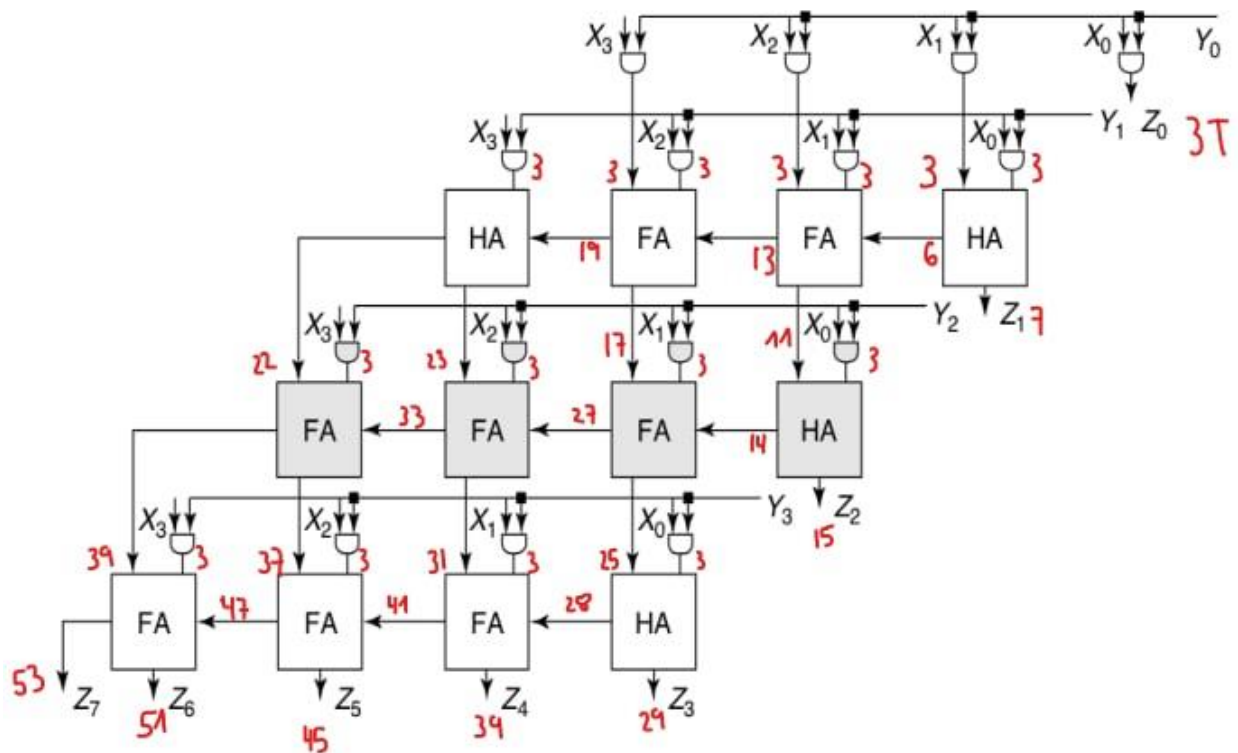 X3 X2 X1 X0 Y0
X3 X2 X1 X0 Y1 Z0 3T
3 3 3 3 3 3 3
HA FA FA HA
19 13 6
X3 X2 X1 X0 Y2 Z1 7
22 3 23 3 17 3 11 3
FA FA FA HA
33 27 14
X3 X2 X1 X0 Y3 Z2
15
39 3 37 3 31 3 25 3
FA FA FA HA
47 41 28
53 Z7 Z6 Z5 Z4 Z3
51 45 39 29